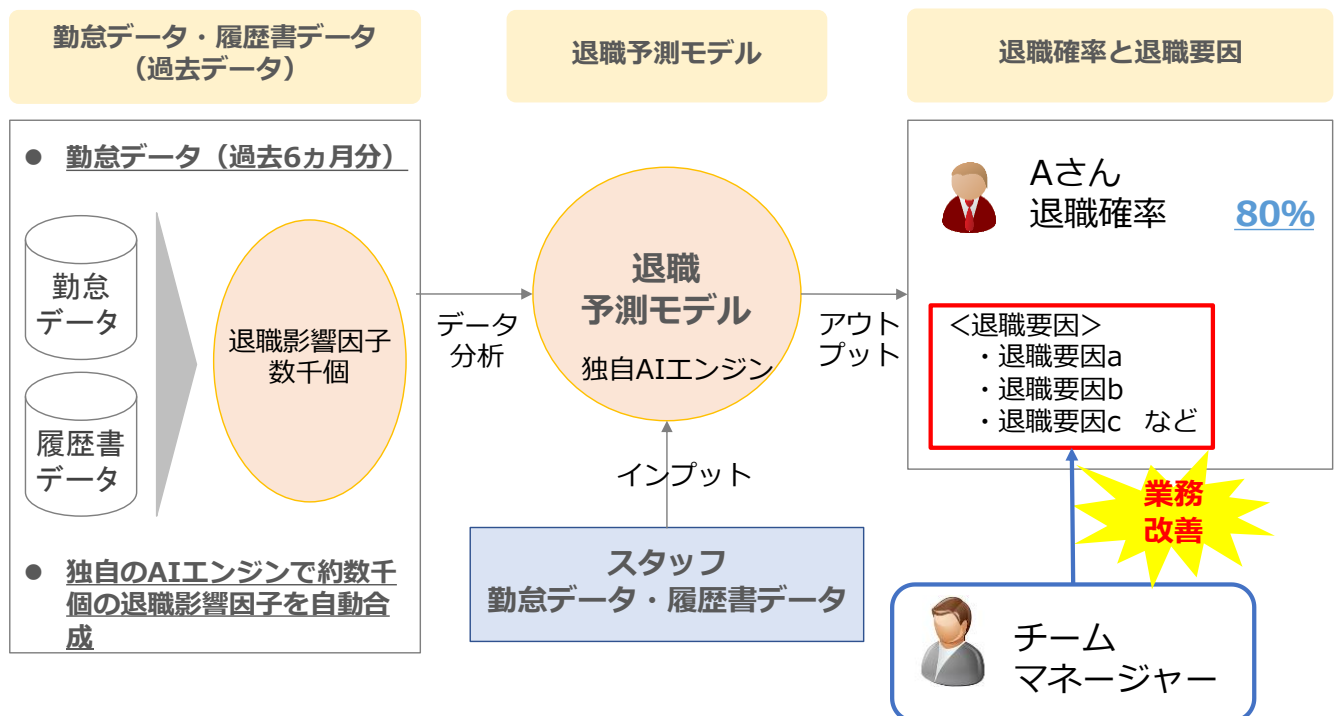 勤怠データ・履歴書データ
（過去データ）
退職予測モデル
退職確率と退職要因
● 勤怠データ（過去6ヵ月分）
勤怠
データ
履歴書
データ
退職影響因子
数千個
● 独自のAIエンジンで約数千
個の退職影響因子を自動合
成
データ
分析
退職
予測モデル
独自AIエンジン
インプット
スタッフ
勤怠データ・履歴書データ
アウト
プット
Aさん
退職確率 80%
＜退職要因＞
・退職要因a
・退職要因b
・退職要因c など
業務
改善
チーム
マネージャー